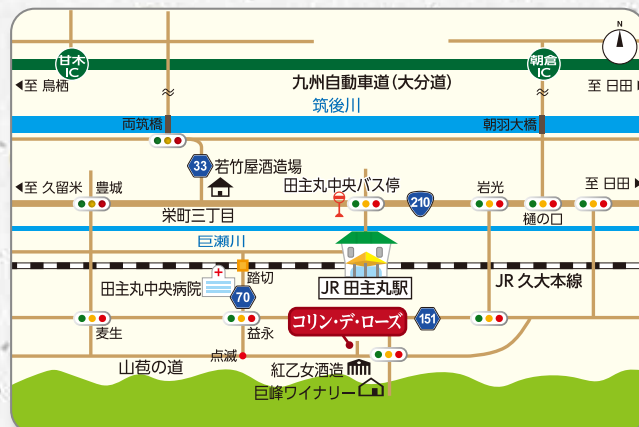 N
甘木
IC
朝倉
IC
至 鳥栖
九州自動車道(大分道)
至 日田
筑後川
両筑橋
朝羽大橋
33
若竹屋酒造場
至 久留米
豊城
田主丸中央バス停
岩光
至 日田
210
栄町三丁目
樋の口
巨瀬川
踏切
田主丸中央病院
JR 田主丸駅
JR 久大本線
70
コリン・デ・ローズ
151
麦生
益永
点滅
山苞の道
紅乙女酒造
巨峰ワイナリー